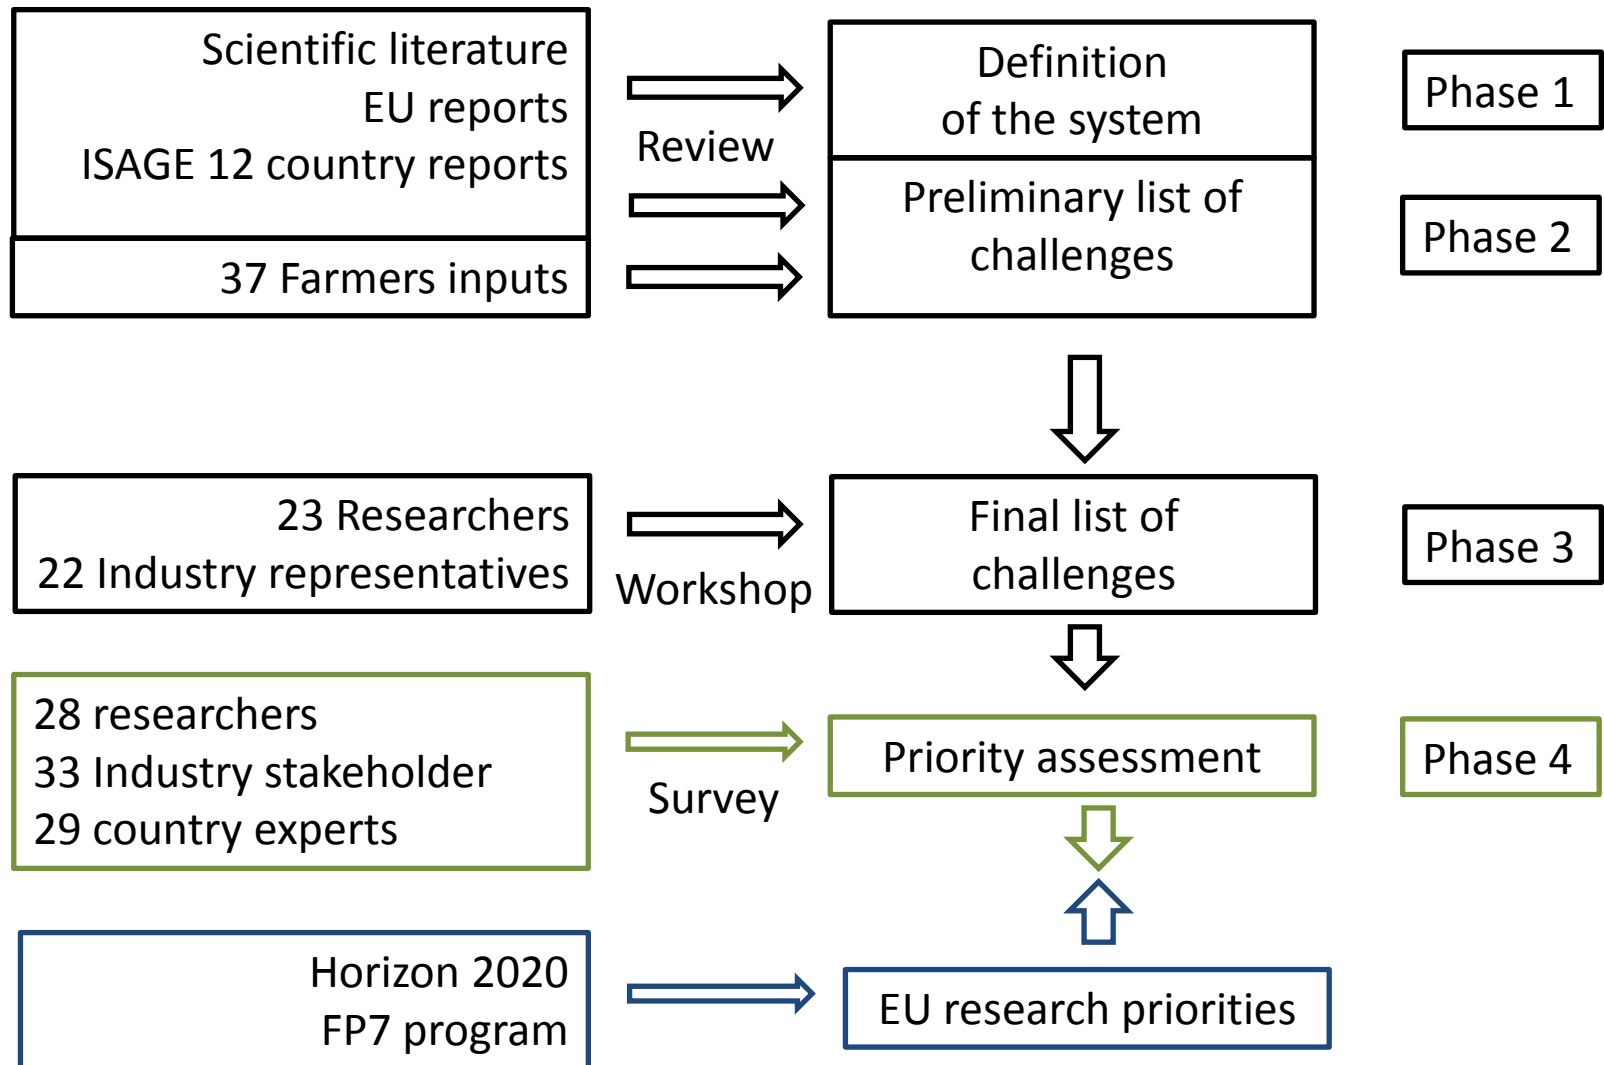 Scientific literature
EU reports
ISAGE 12 country reports
37 Farmers inputs
Review
Definition
of the system
Preliminary list of
challenges
Phase 1
Phase 2
23 Researchers
22 Industry representatives
Workshop
Final list of
challenges
Phase 3
28 researchers
33 Industry stakeholder
29 country experts
Survey
Priority assessment
Phase 4
Horizon 2020
FP7 program
EU research priorities